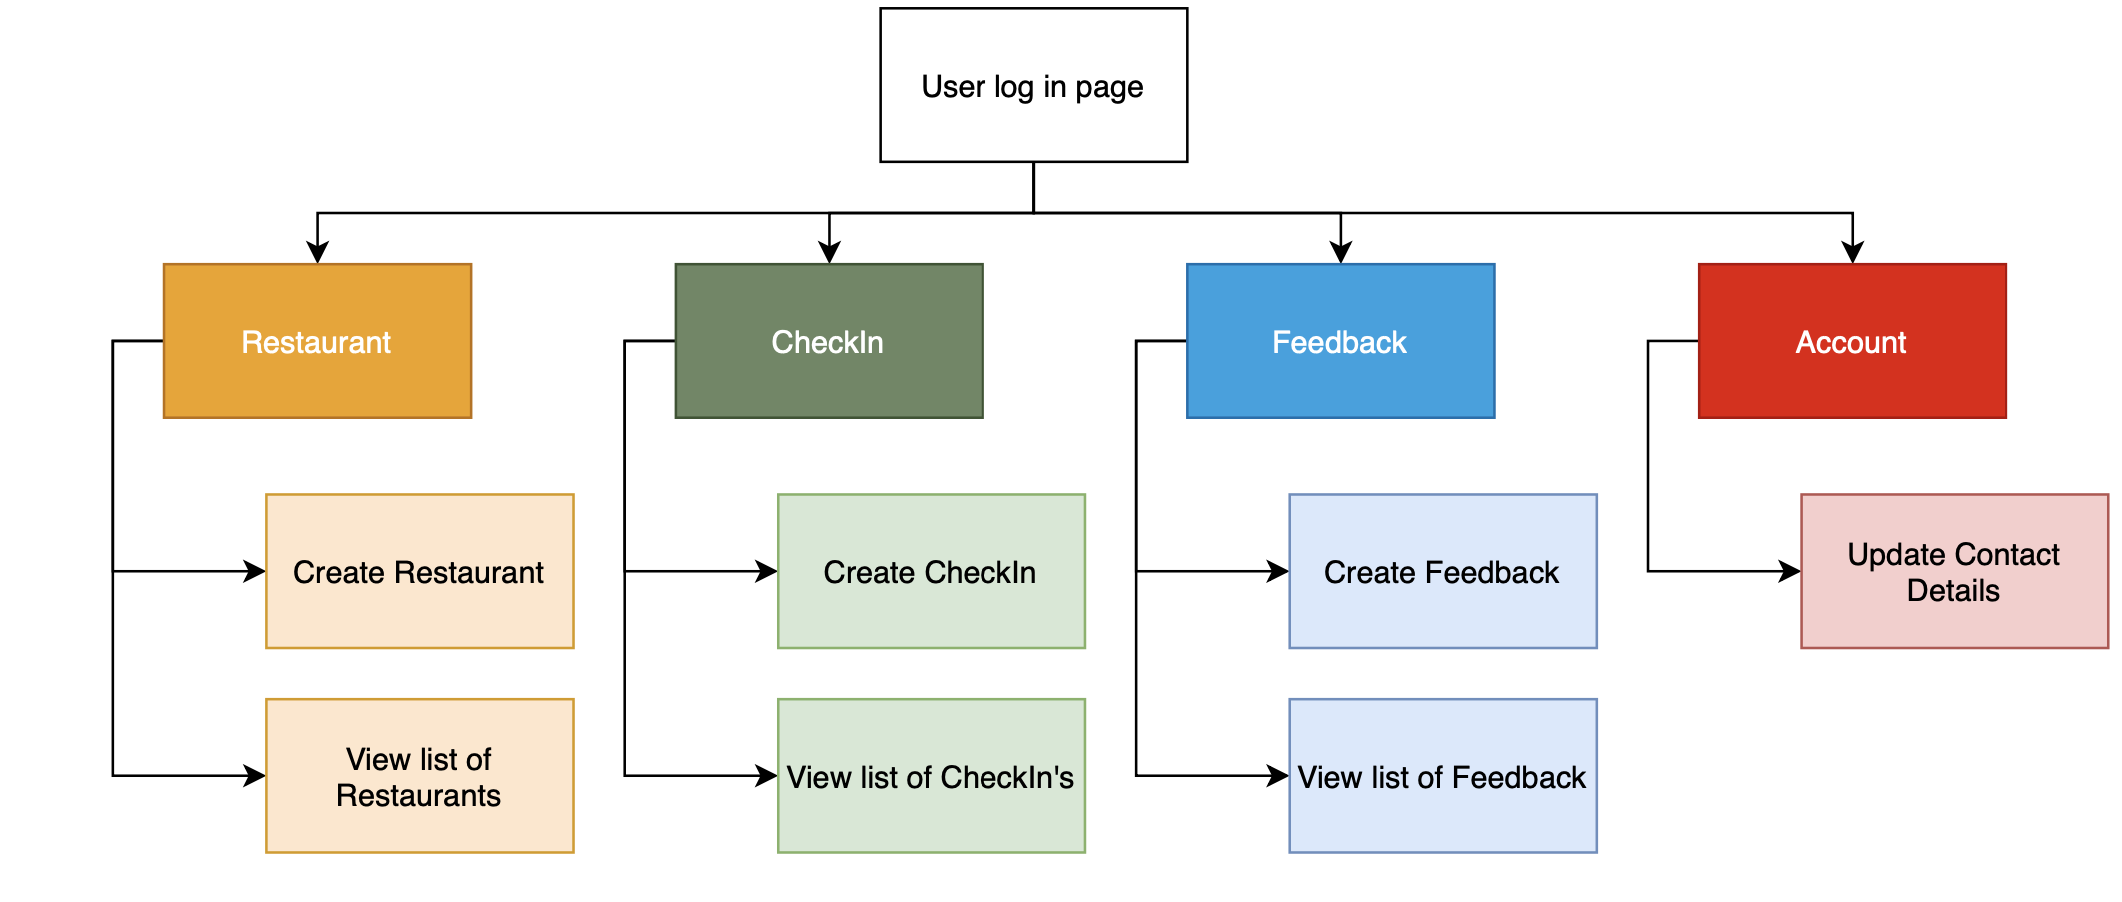 User log in page
Restaurant
CheckIn
Feedback
Account
Create Restaurant
Create CheckIn
Create Feedback
Update Contact
Details
View list of
Restaurants
View list of CheckIn's
View list of Feedback